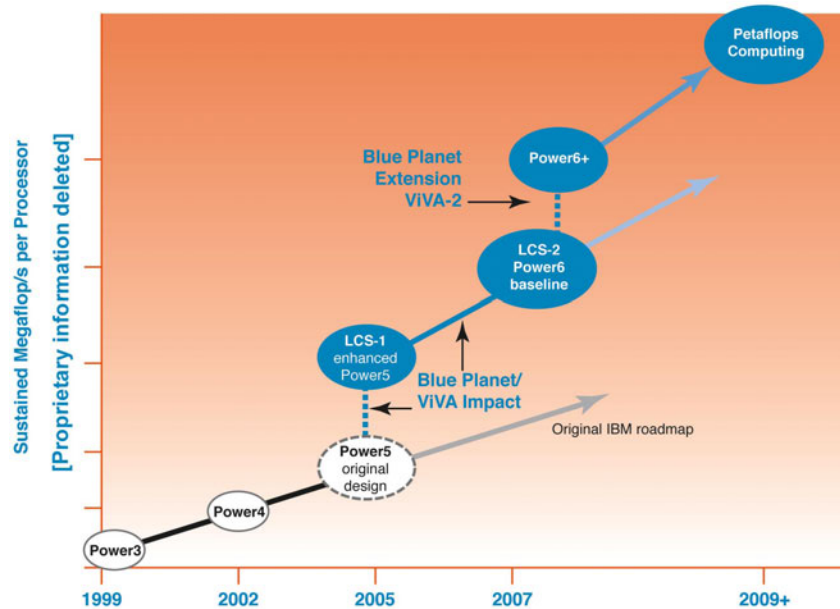 Sustained Megaflop/s per Processor
[Proprietary information deleted]
Petaflops
Computing
Power6+
Blue Planet
Extension
ViVA-2
LCS-2
Power6
baseline
LCS-1
enhanced
Power5
Blue Planet/
ViVA Impact
Original IBM roadmap
Power5
original
design
Power4
Power3
1999
2002
2005
2007
2009+